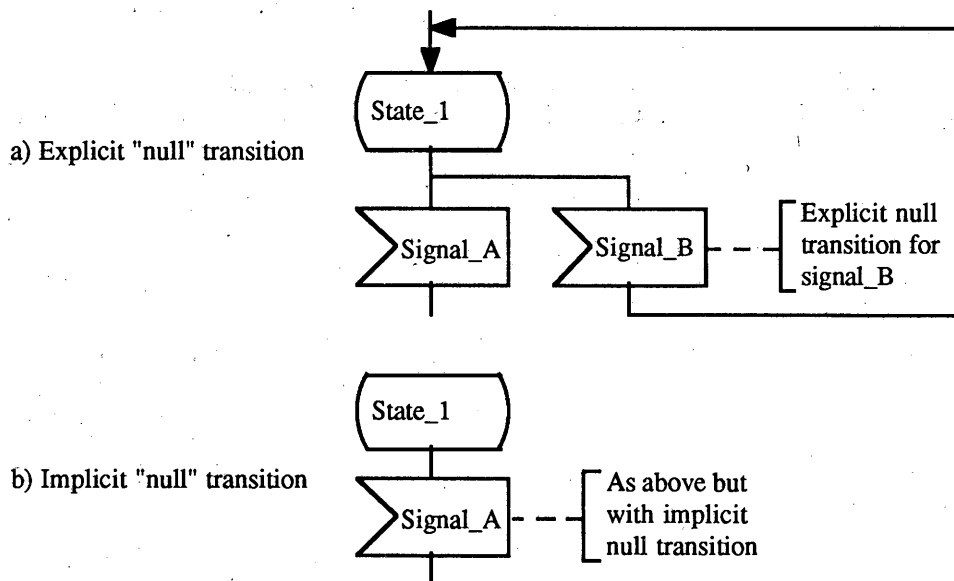 State_1
a) Explicit "null" transition
Signal_A
Signal_B
Explicit null
transition for
signal_B
State_1
b) Implicit "null" transition
Signal_A
As above but
with implicit
null transition